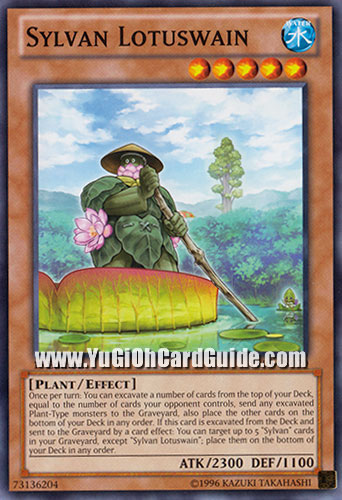 SYLVAN LOTUSWAIN
WATER
水
www.YuGiOhCardGuide.com
[PLANT/EFFECT]
Once per turn: You can excavate a number of cards from the top of your Deck,
equal to the number of cards your opponent controls, send any excavated
Plant-Type monsters to the Graveyard, also place the other cards on the
bottom of your Deck in any order. If this card is excavated from the Deck and
sent to the Graveyard by a card effect: You can target up to 5 "Sylvan" cards
in your Graveyard, except "Sylvan Lotuswain"; place them on the bottom
of your Deck in any order.
ATK/2300 DEF/1100
73136204
©1996 KAZUKI TAKAHASHI